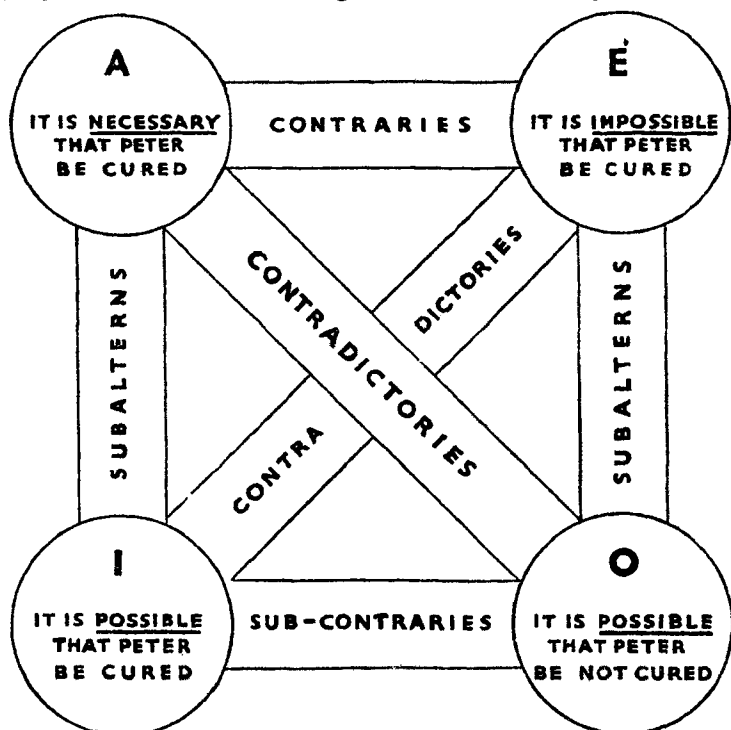 A
IT IS NECESSARY
THAT PETER
BE CURED
CONTRARIES
E
IT IS IMPOSSIBLE
THAT PETER
BE CURED
SUBALTERNS
CONTRADICTORIES
CONTRA
DICTORIES
SUBALTERNS
I
IT IS POSSIBLE
THAT PETER
BE CURED
SUB-CONTRARIES
O
IT IS POSSIBLE
THAT PETER
BE NOT CURED